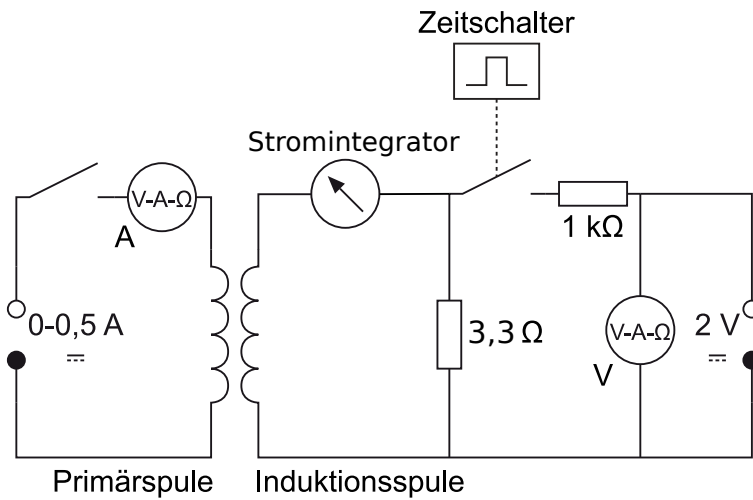 Zeitschalter
Stromintegrator
V-A-Ω
A
1 kΩ
0-0,5 A
3,3 Ω
V-A-Ω
V
2 V
Primärspule
Induktionsspule